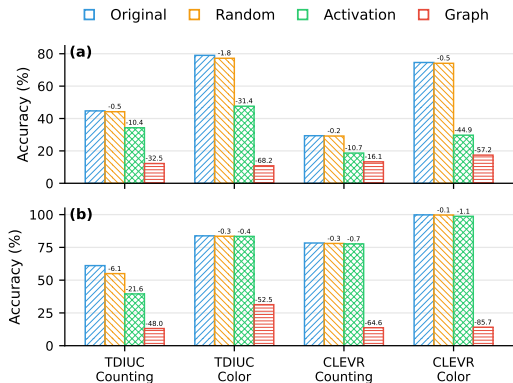 Original Random Activation Graph
(a)
Accuracy (%)
80
60
40
20
0
-0.5
-10.4
-32.5
-1.8
-31.4
-68.2
-0.2
-10.7
-16.1
-0.5
-44.9
-57.2
(b)
Accuracy (%)
100
75
50
25
0
-6.1
-21.6
-48.0
-0.3
-0.4
-52.5
-0.3
-0.7
-64.6
-0.1
-1.1
-85.7
TDIUC
Counting
TDIUC
Color
CLEVR
Counting
CLEVR
Color